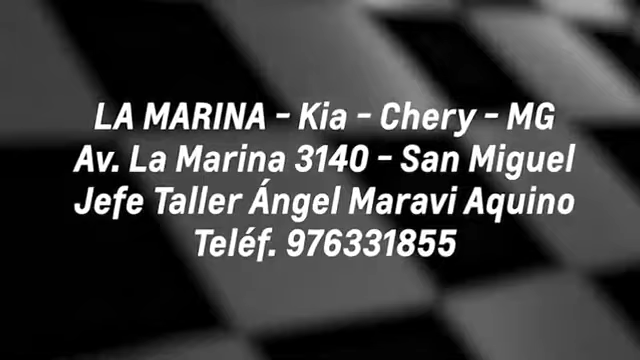 LA MARINA - Kia - Chery - MG
Av. La Marina 3140 - San Miguel
Jefe Taller Ángel Maravi Aquino
Teléf. 976331855